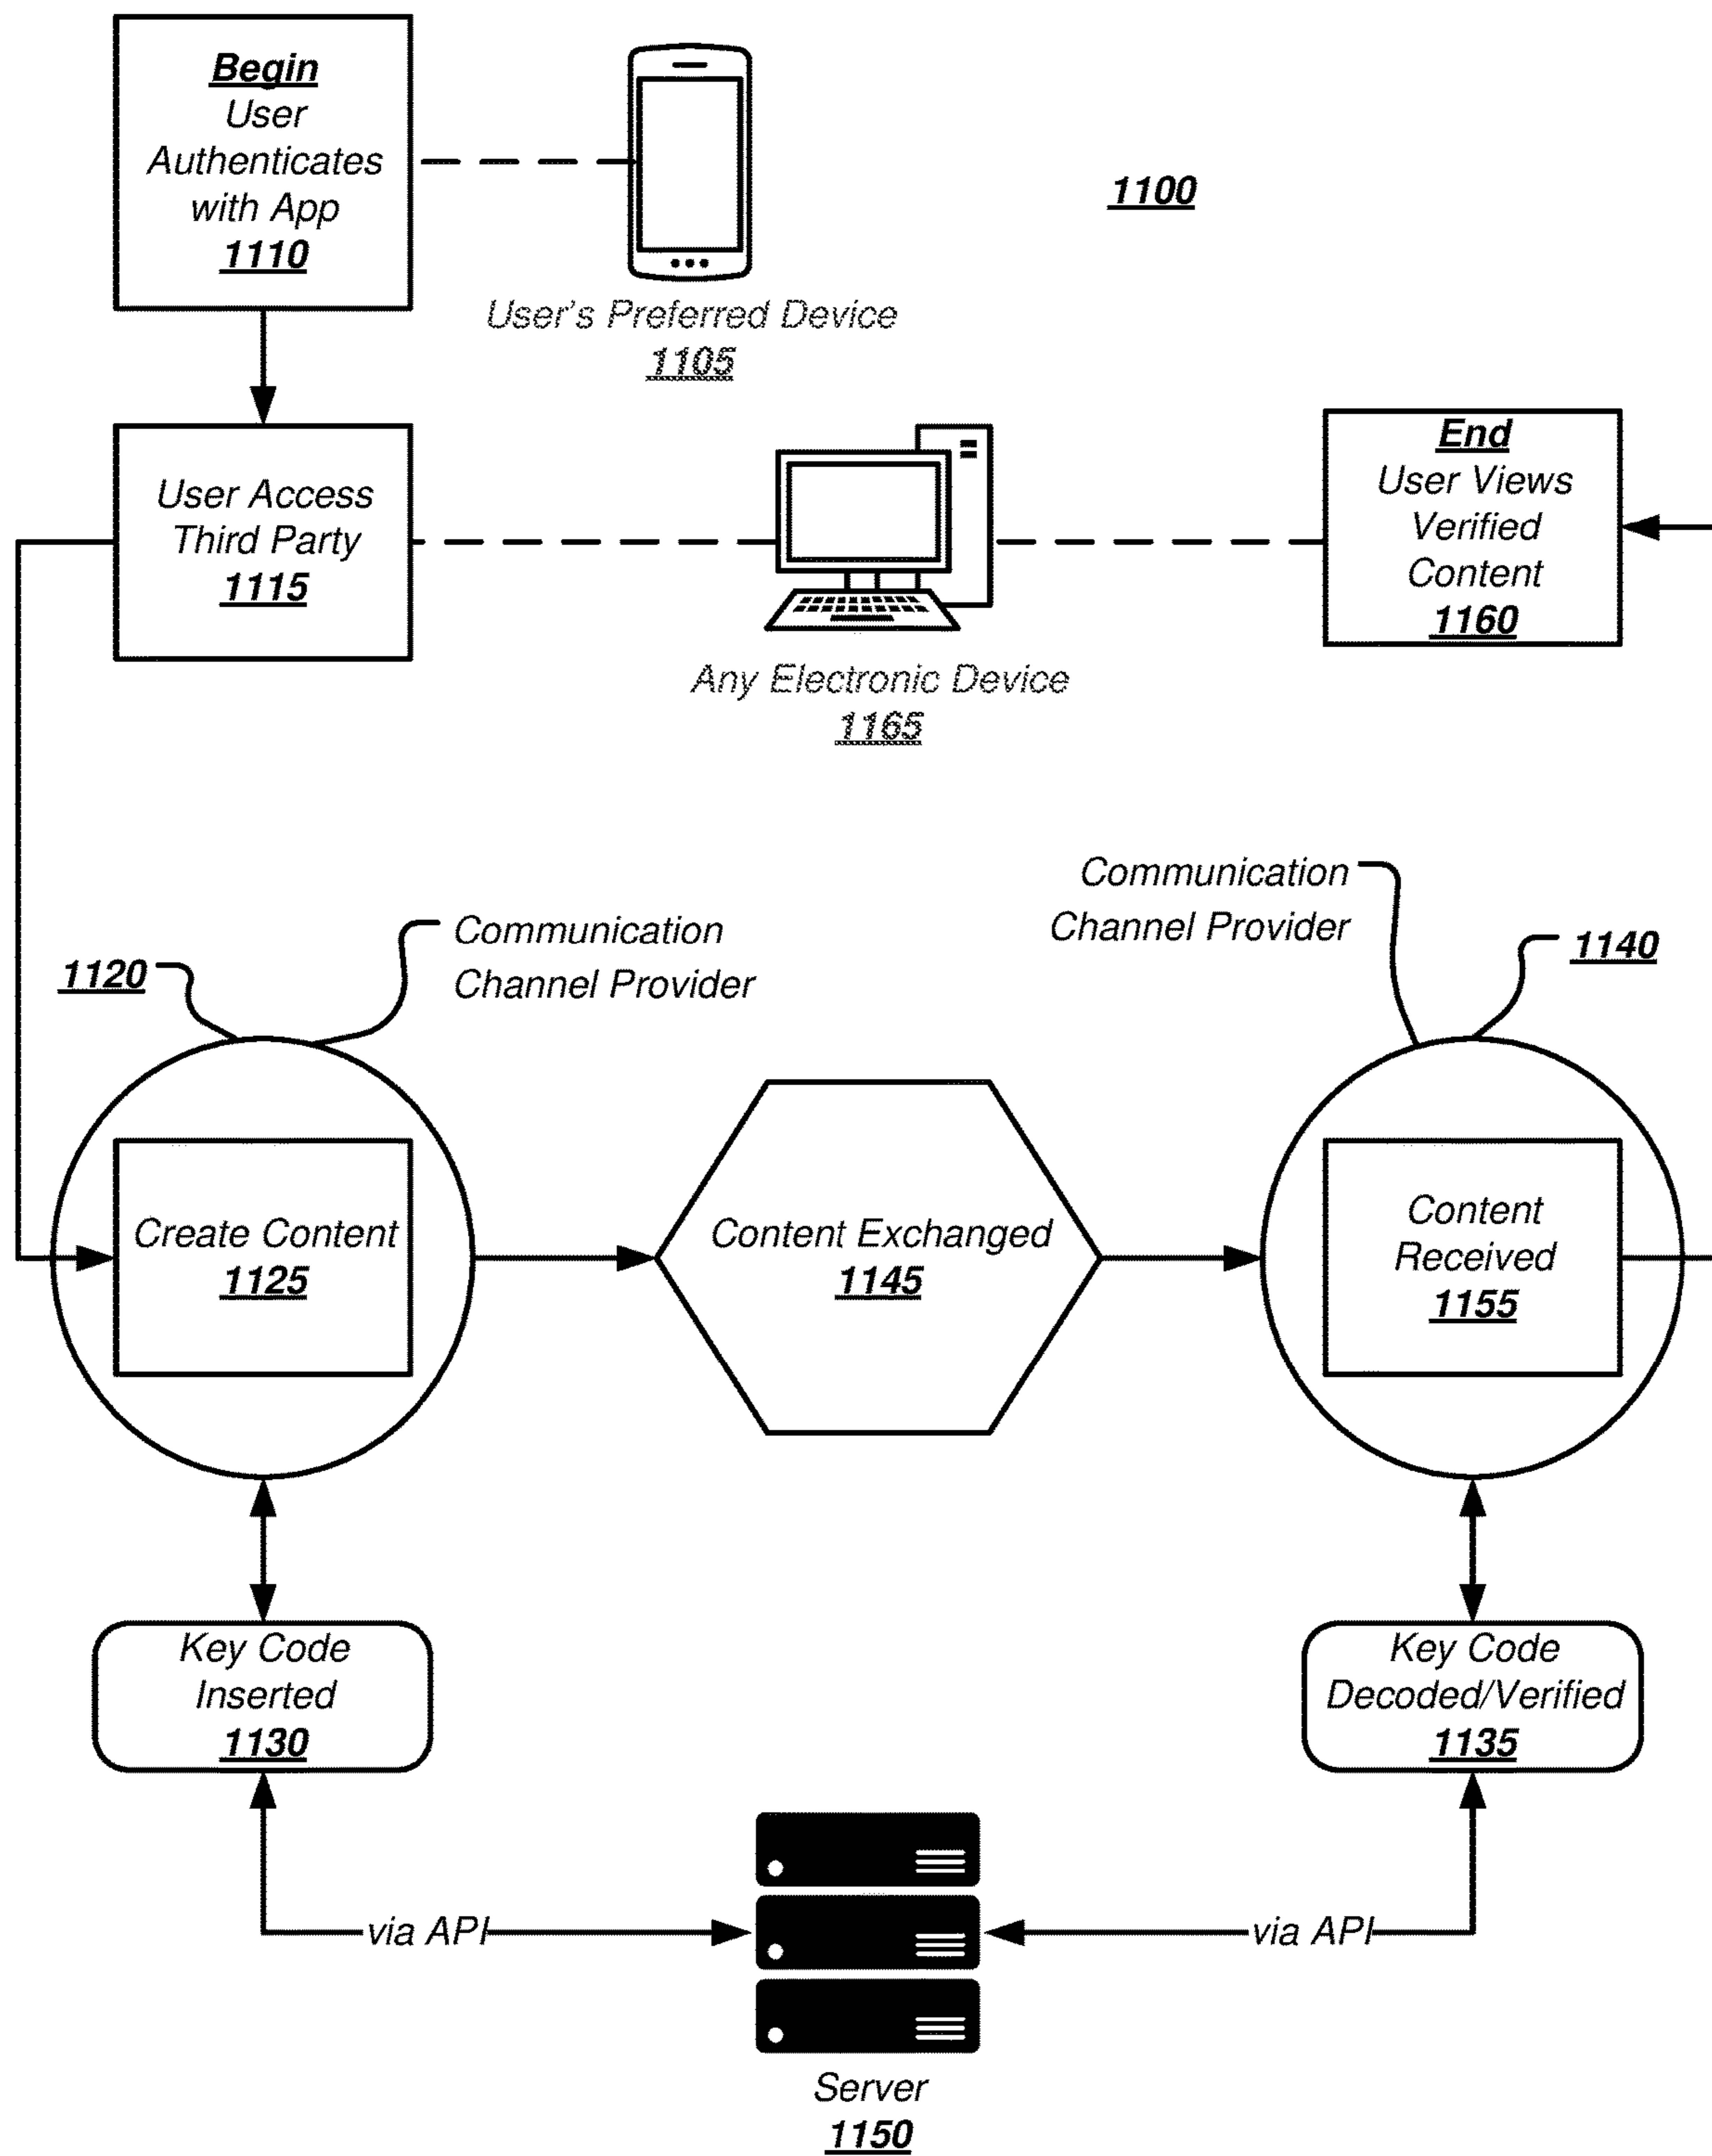 Begin
User
Authenticates
with App
1110
User's Preferred Device
1105
1100
User Access
Third Party
1115
Any Electronic Device
1165
End
User Views
Verified
Content
1160
1120
Communication
Channel Provider
Communication
Channel Provider
1140
Create Content
1125
Content Exchanged
1145
Content
Received
1155
Key Code
Inserted
1130
Key Code
Decoded/Verified
1135
via API
via API
Server
1150